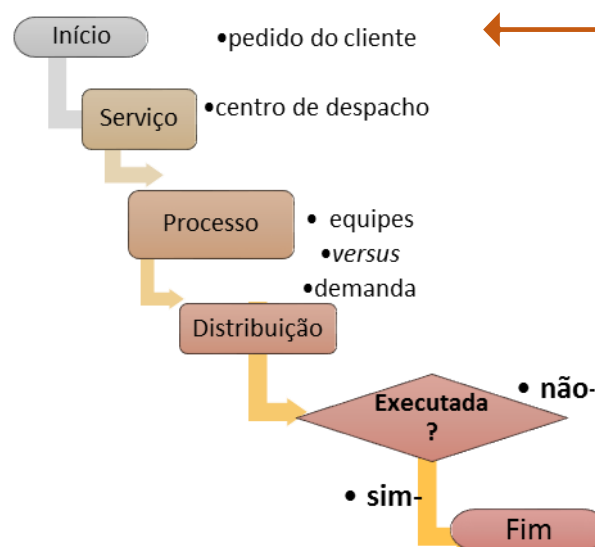 Início
•pedido do cliente
Serviço
•centro de despacho
Processo
• equipes
•versus
•demanda
Distribuição
Executada
?
• não-
• sim-
Fim